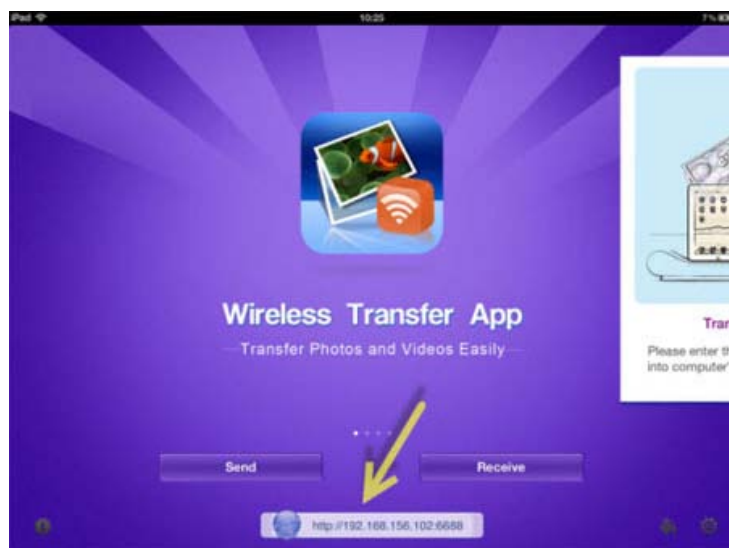 iPad
10:25
7%
Wireless Transfer App
Transfer Photos and Videos Easily
Tran
Please enter th
into computer'
Send
Receive
http://192.168.156.102:6688